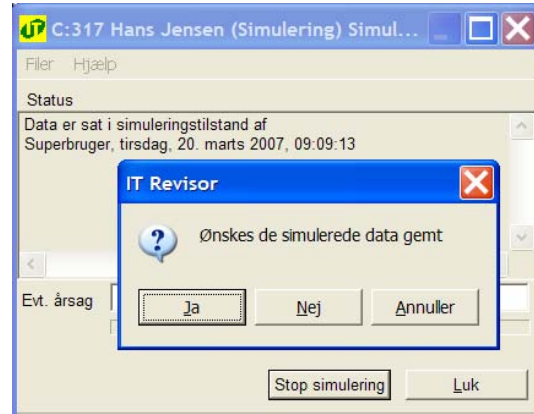 C:317 Hans Jensen (Simulering) Simul...
Filer Hjælp
Status
Data er sat i simuleringstilstand af
Superbruger, tirsdag, 20. marts 2007, 09:09:13
IT Revisor
Ønskes de simulerede data gemt
Ja Nej Annuller
Evt. årsag
Stop simulering Luk